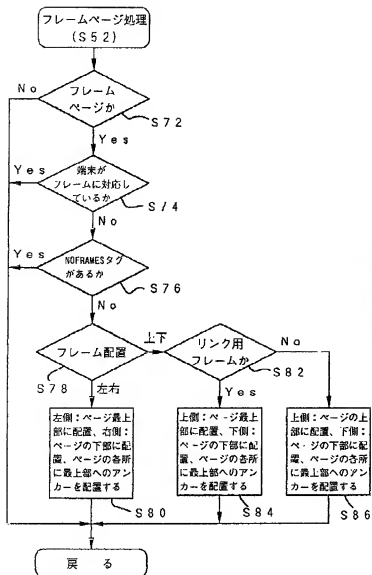 フレームページ処理
(S52)
No
フレーム
ページか
S72
Yes
Yes
端末が
フレームに対応し
ているか
S74
No
Yes
NOFRAMESタグ
があるか
S76
No
フレーム配置
上下
S78
左右
リンク用
フレームか
No
S82
Yes
左側:ページ最上
部に配置、右側:
ページの下部に配
置、ページの各所
に最上部へのアン
カーを配置する
S80
上側:ページ最上
部に配置、下側:
ページの下部に配
置、ページの各所
に最上部へのアン
カーを配置する
S84
上側:ページの上
部に配置、下側:
ページの下部に配
置、ページの各所
に最上部へのアン
カーを配置する
S86
戻る